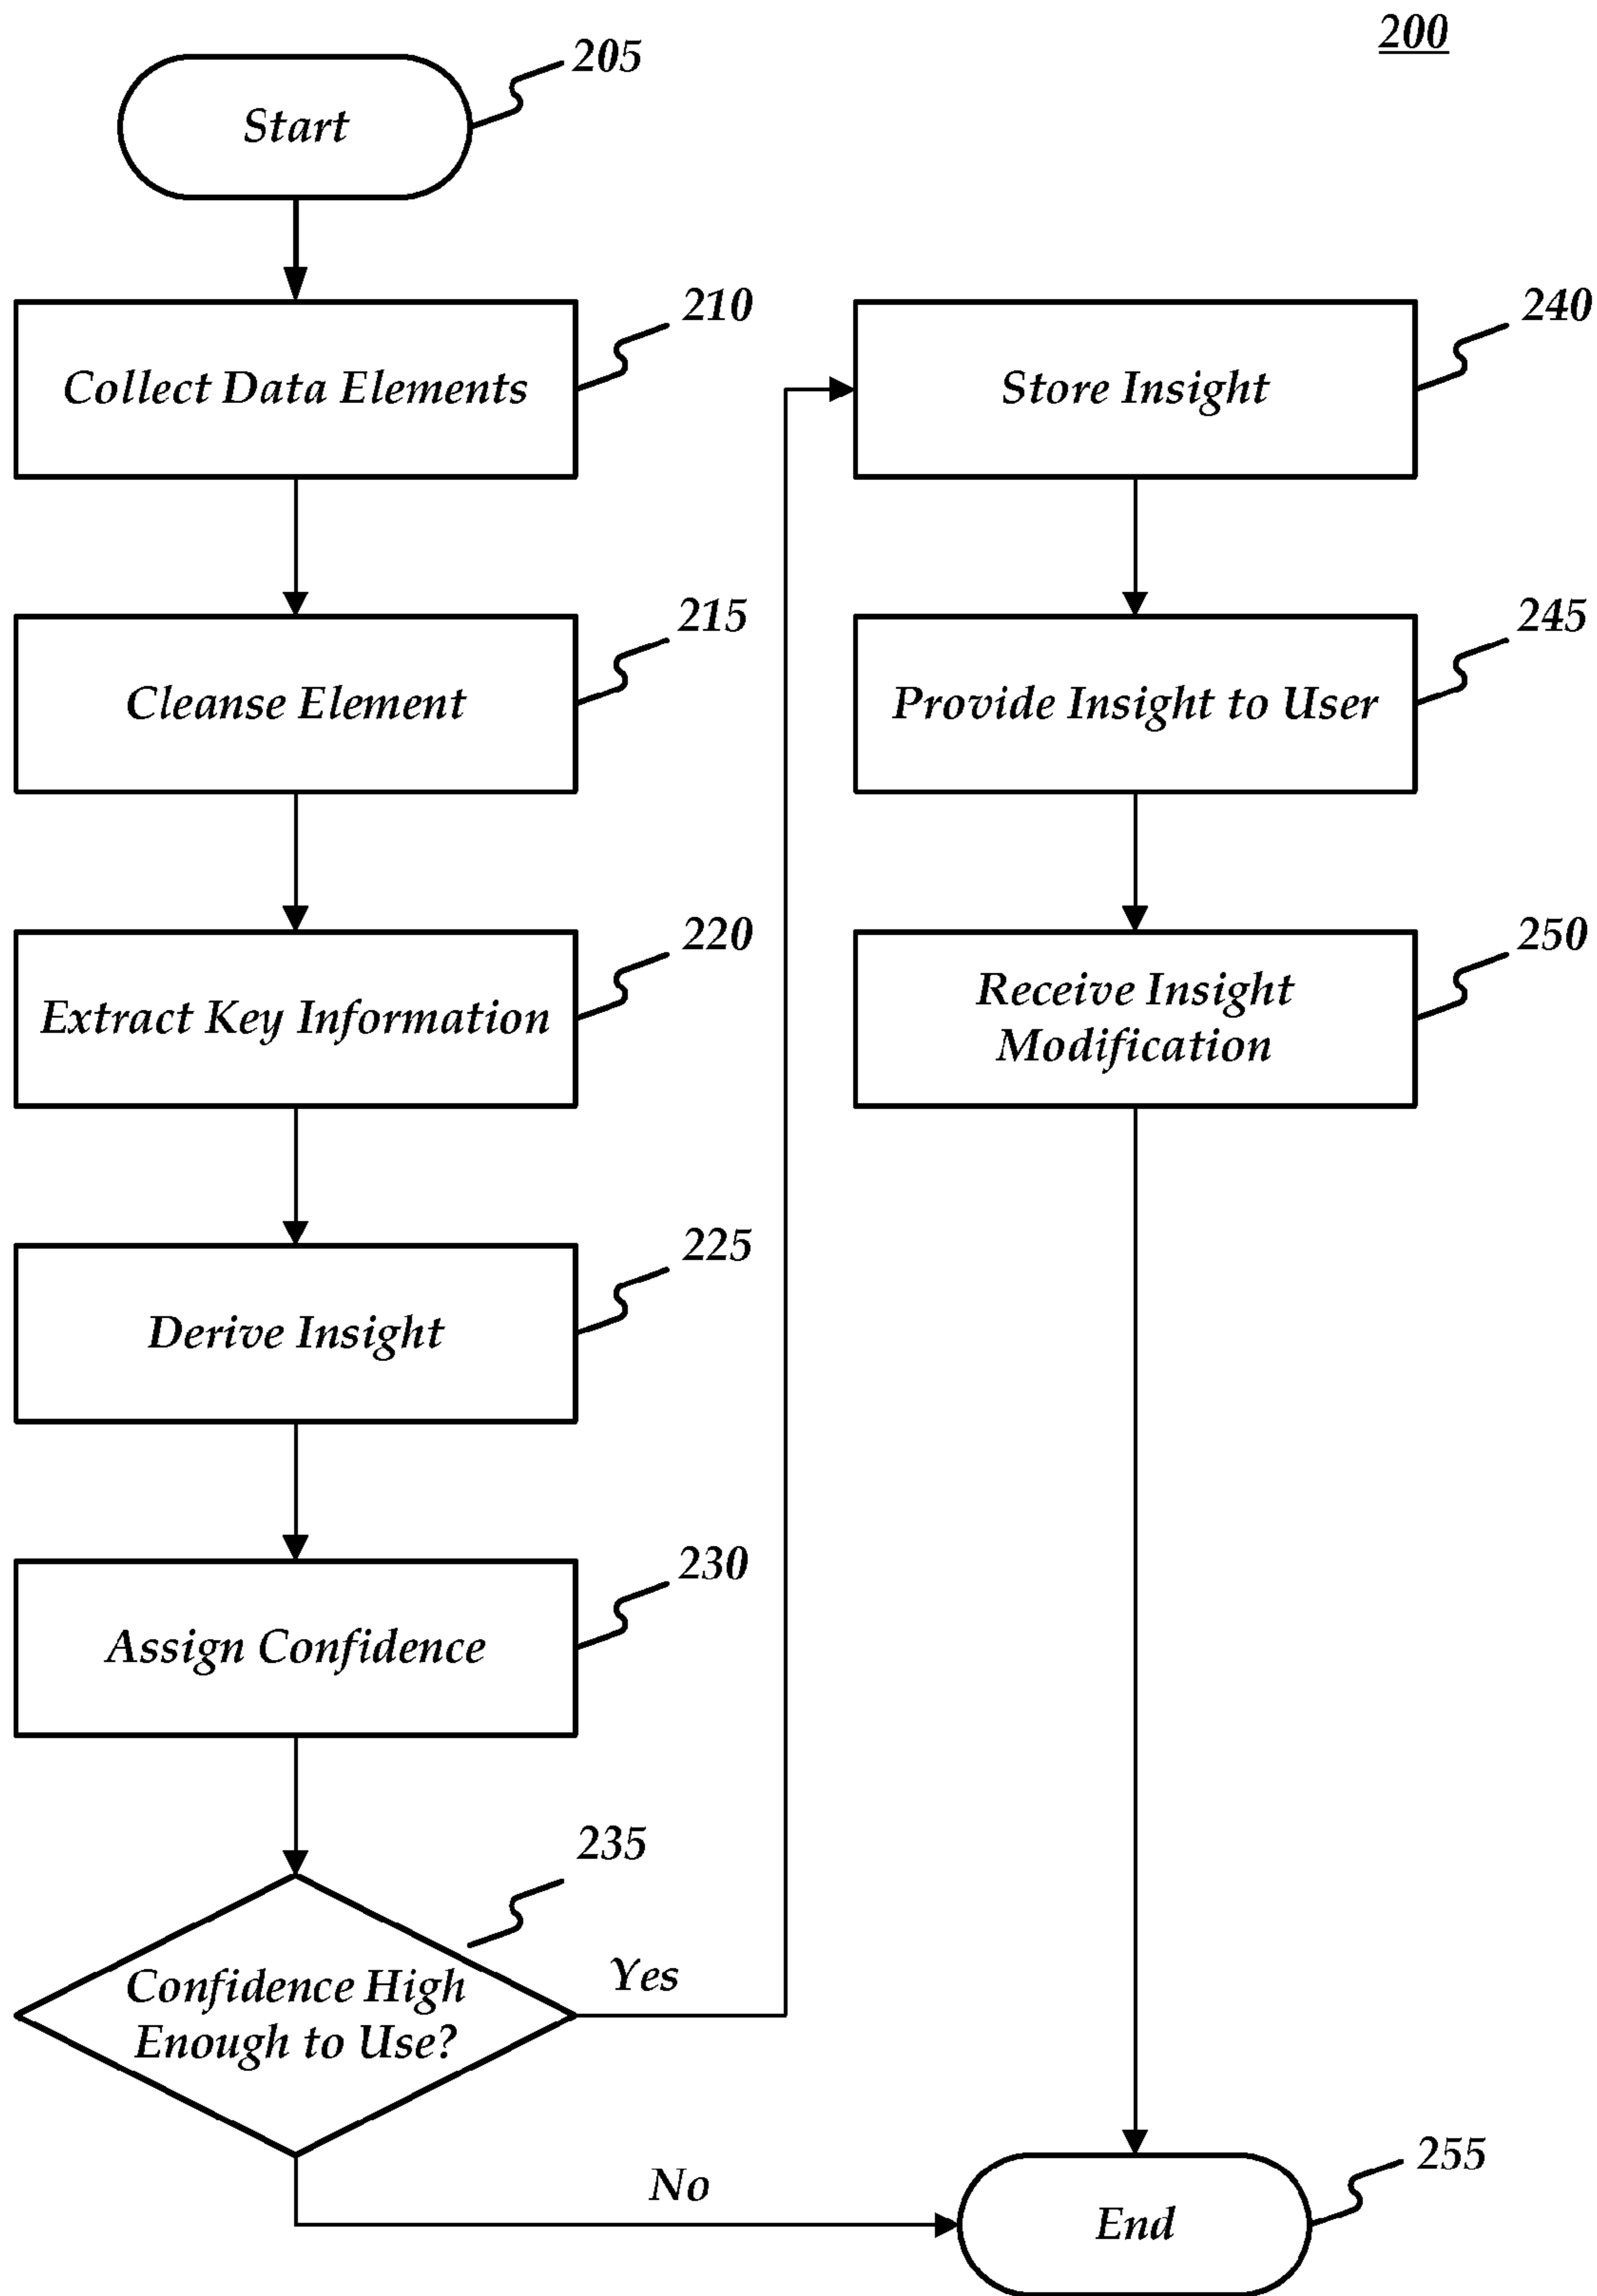 200
Start
205
Collect Data Elements
210
Cleanse Element
215
Extract Key Information
220
Derive Insight
225
Assign Confidence
230
Confidence High
Enough to Use?
235
Yes
No
Store Insight
240
Provide Insight to User
245
Receive Insight
Modification
250
End
255